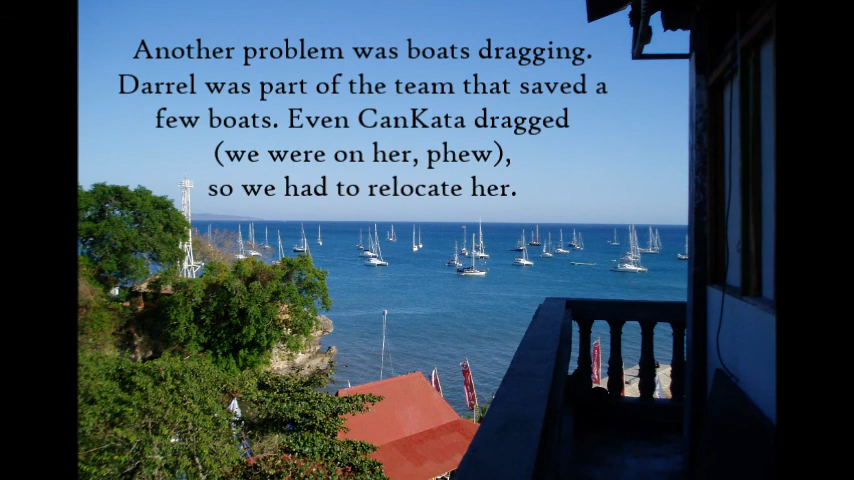 Another problem was boats dragging.
Darrel was part of the team that saved a
few boats. Even CanKata dragged
(we were on her, phew),
so we had to relocate her.